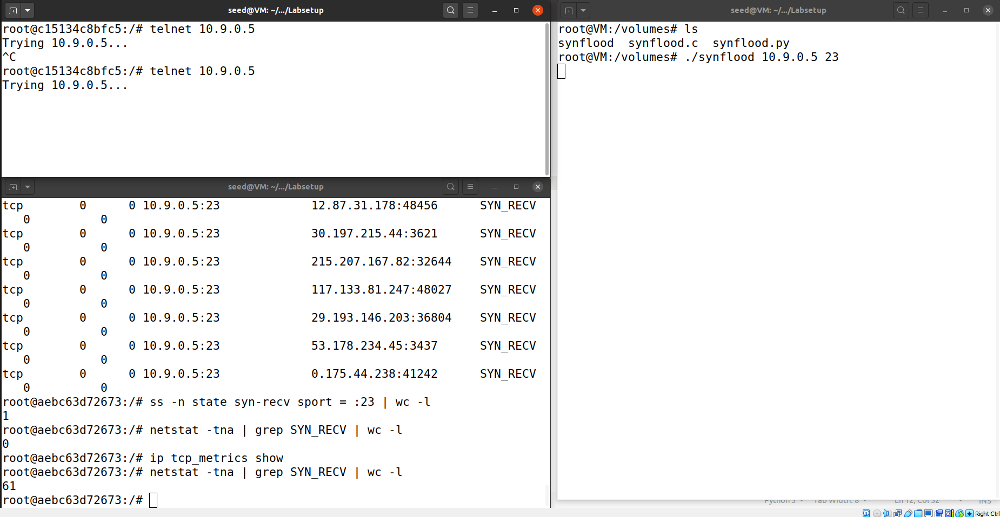 seed@VM: ~/.../Labsetup
root@c15134c8bfc5:/# telnet 10.9.0.5
Trying 10.9.0.5...
^C
root@c15134c8bfc5:/# telnet 10.9.0.5
Trying 10.9.0.5...
seed@VM: ~/.../Labsetup
tcp 0 0 10.9.0.5:23 12.87.31.178:48456 SYN_RECV
0 0
tcp 0 0 10.9.0.5:23 30.197.215.44:3621 SYN_RECV
0 0
tcp 0 0 10.9.0.5:23 215.207.167.82:32644 SYN_RECV
0 0
tcp 0 0 10.9.0.5:23 117.133.81.247:48027 SYN_RECV
0 0
tcp 0 0 10.9.0.5:23 29.193.146.203:36804 SYN_RECV
0 0
tcp 0 0 10.9.0.5:23 53.178.234.45:3437 SYN_RECV
0 0
tcp 0 0 10.9.0.5:23 0.175.44.238:41242 SYN_RECV
0 0
root@aebc63d72673:/# ss -n state syn-recv sport = :23 | wc -l
1
root@aebc63d72673:/# netstat -tna | grep SYN_RECV | wc -l
0
root@aebc63d72673:/# ip tcp_metrics show
root@aebc63d72673:/# netstat -tna | grep SYN_RECV | wc -l
61
root@aebc63d72673:/#
seed@VM: ~/.../Labsetup
root@VM:/volumes# ls
synflood synflood.c synflood.py
root@VM:/volumes# ./synflood 10.9.0.5 23
Python 3 Tab Width: 8 Ln 12, Col 32 INS
Right Ctrl